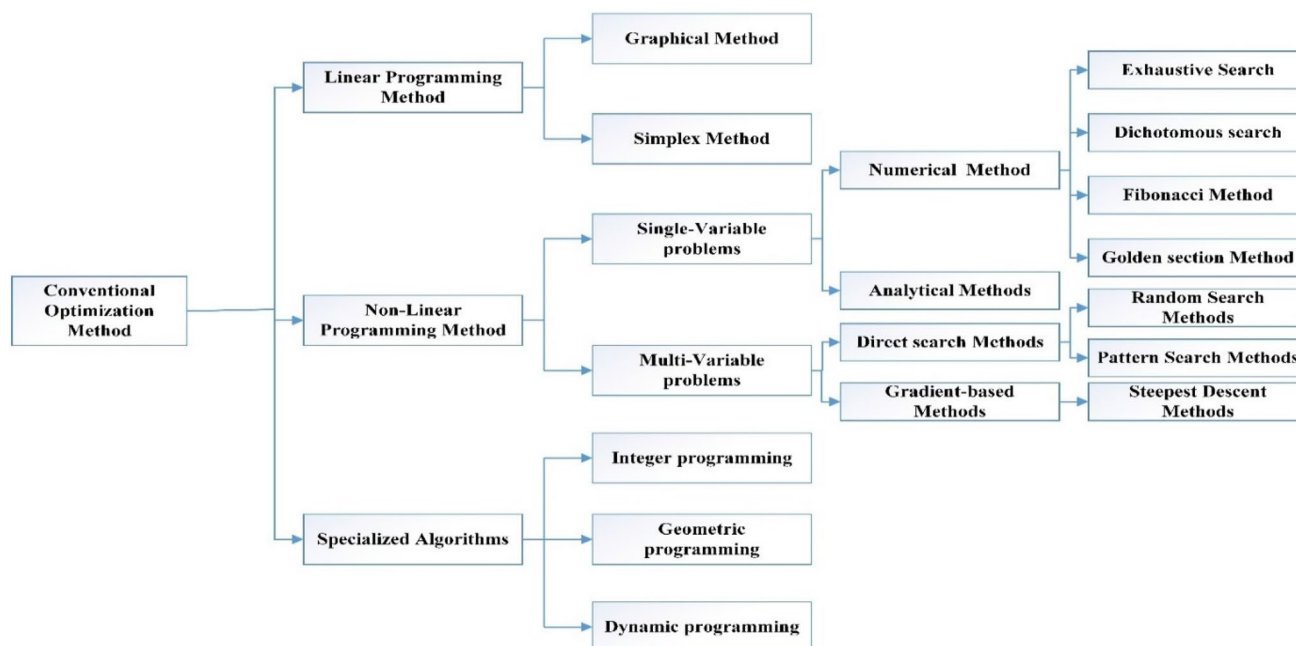 Conventional
Optimization
Method
Linear Programming
Method
Non-Linear
Programming Method
Specialized Algorithms
Graphical Method
Simplex Method
Single-Variable
problems
Multi-Variable
problems
Integer programming
Geometric
programming
Dynamic programming
Numerical Method
Analytical Methods
Direct search Methods
Gradient-based
Methods
Exhaustive Search
Dichotomous search
Fibonacci Method
Golden section Method
Random Search
Methods
Pattern Search Methods
Steepest Descent
Methods